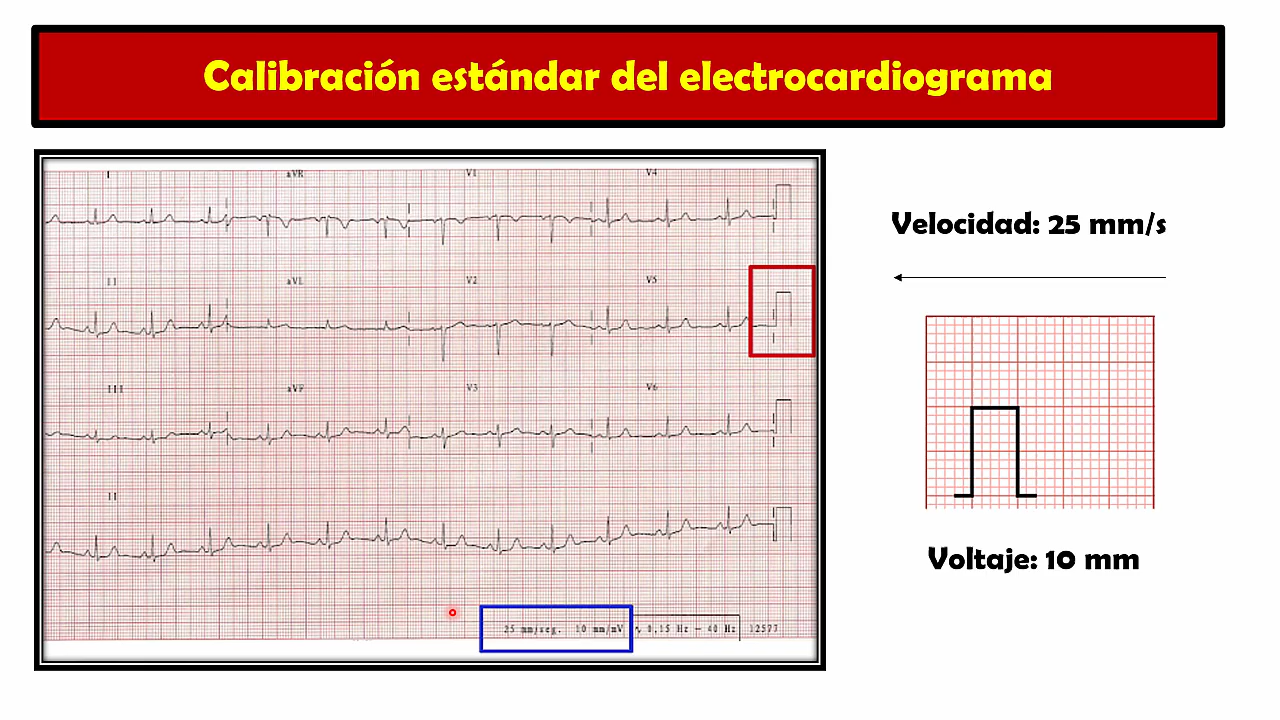 Calibración estándar del electrocardiograma
I aVR V1 V4
II aVL V2 V5
III aVF V3 V6
II
25 mm/seg. 10 mm/mV ∿ 0,15 Hz – 40 Hz 12577
Velocidad: 25 mm/s
Voltaje: 10 mm